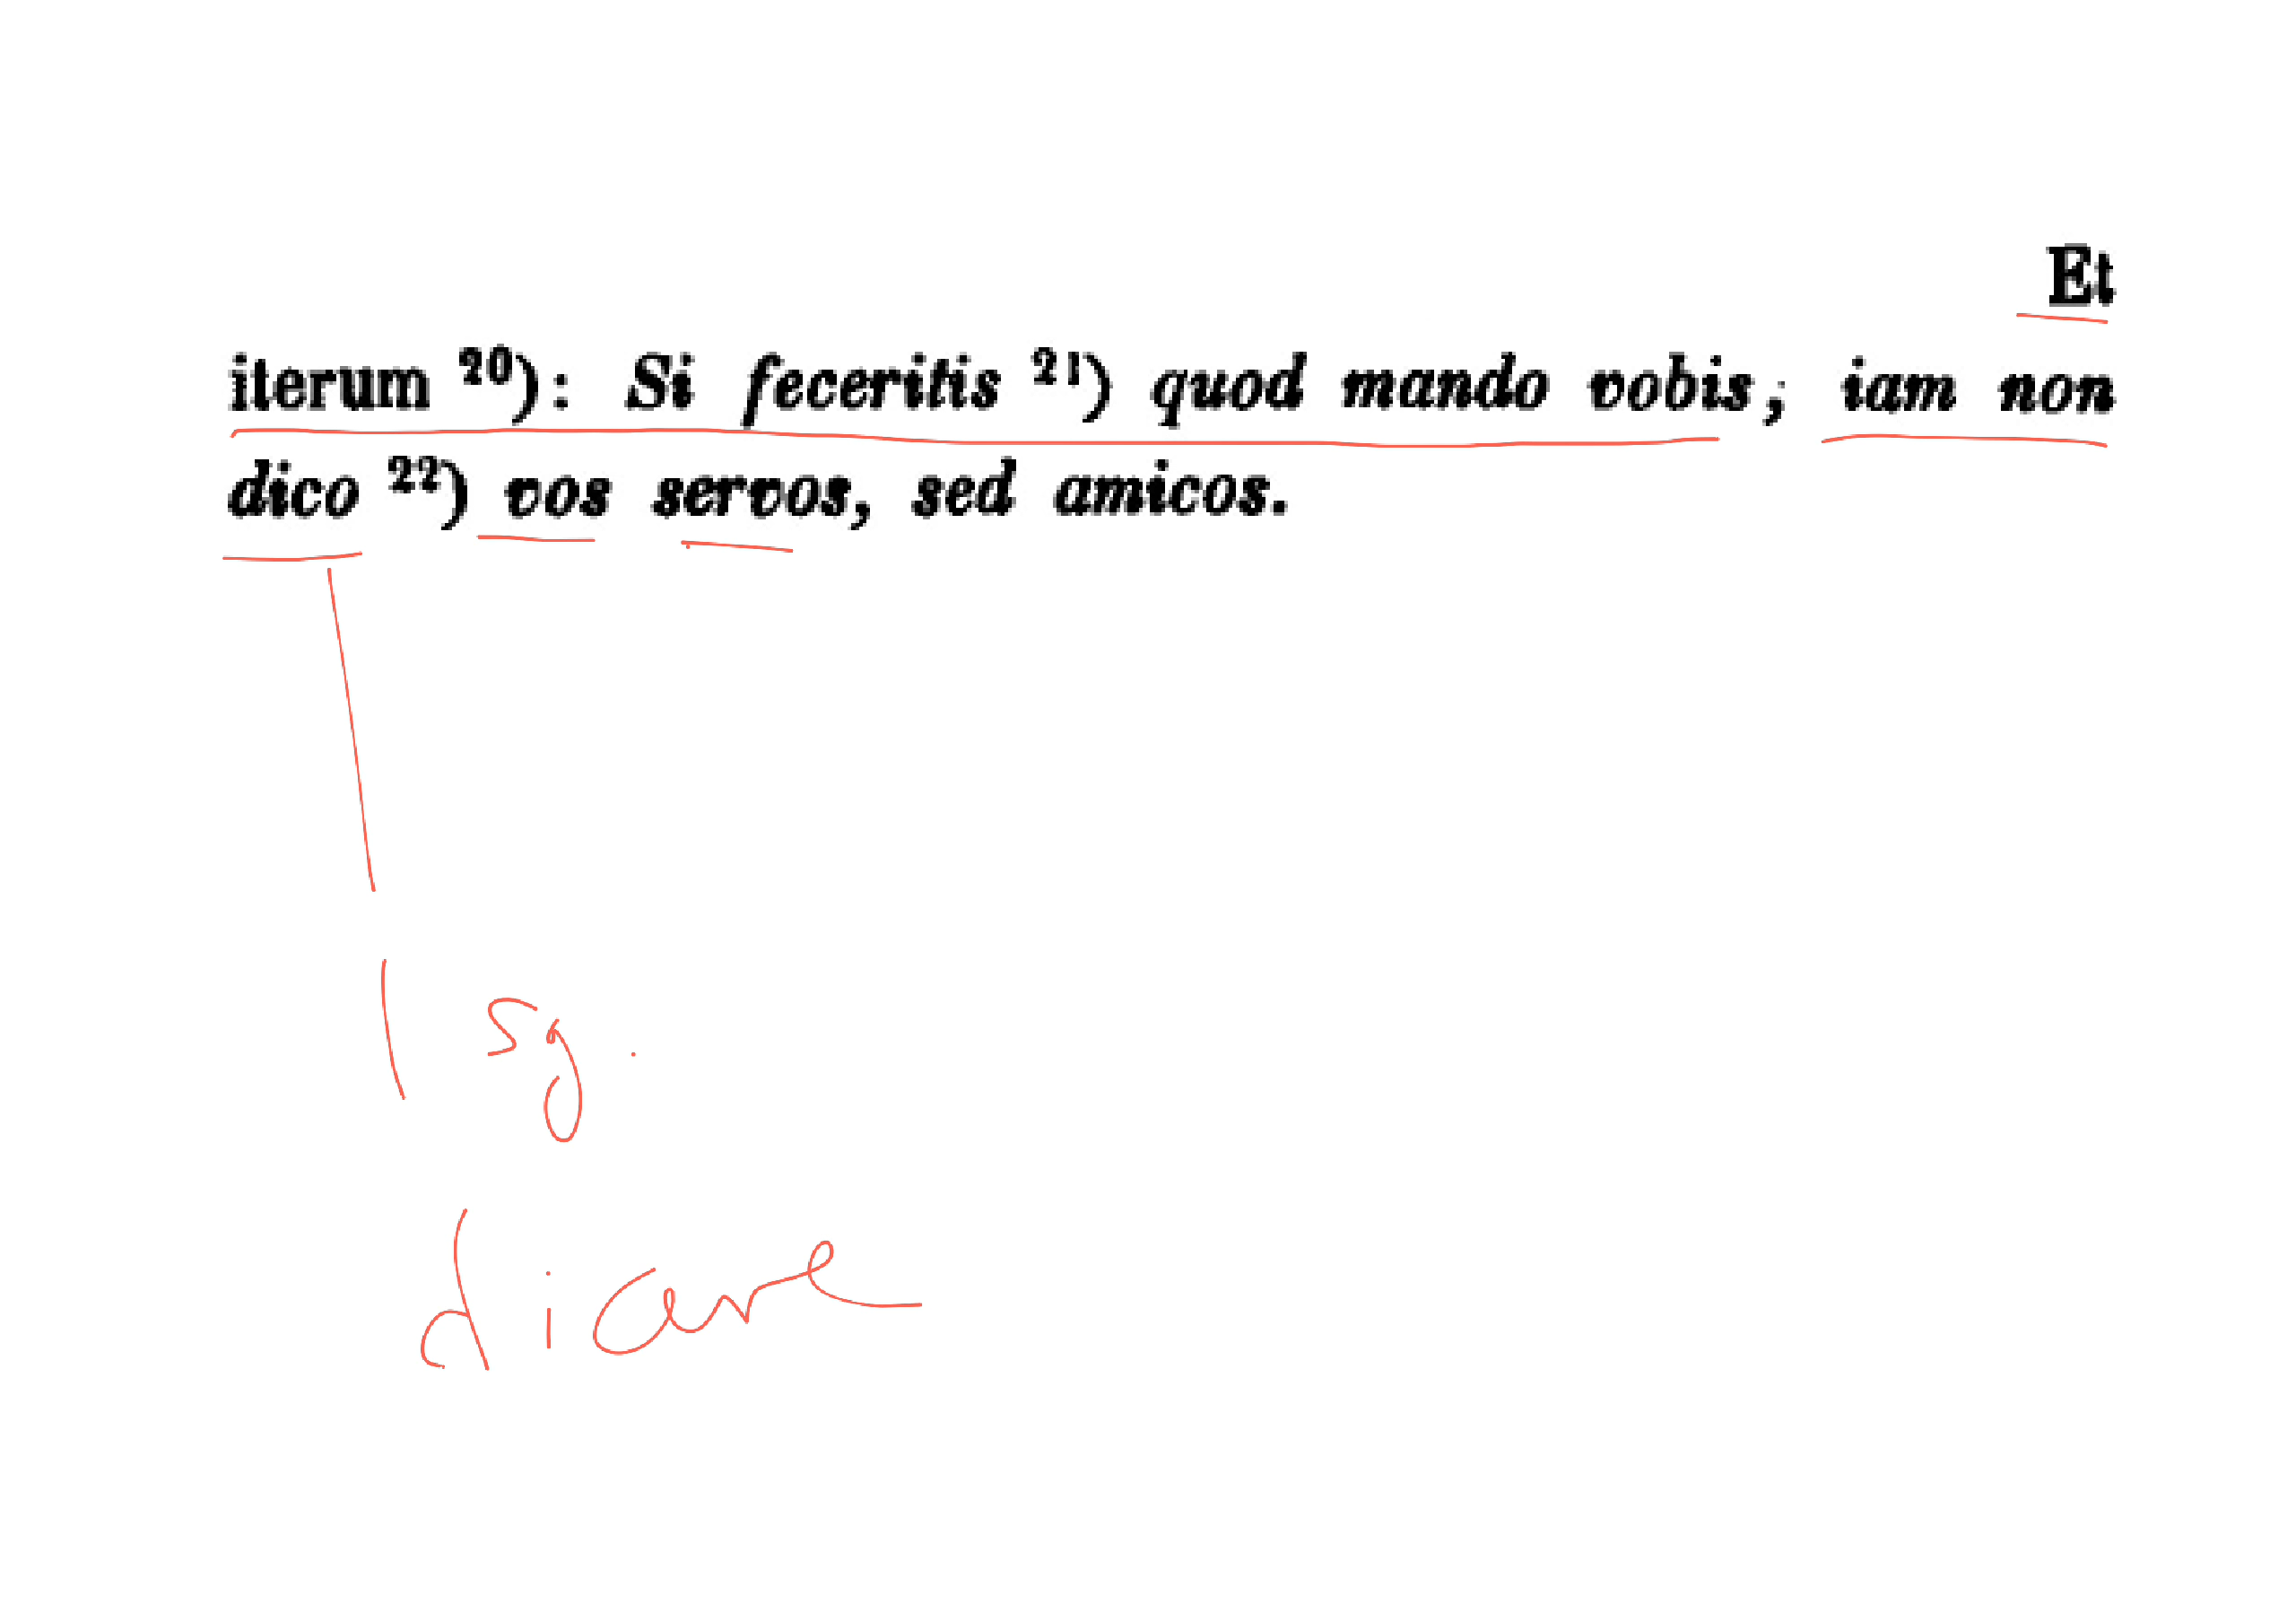 Et
iterum ²⁰): Si feceritis ²¹) quod mando vobis; iam non
dico ²²) vos servos, sed amicos.
1 sg.
dicare